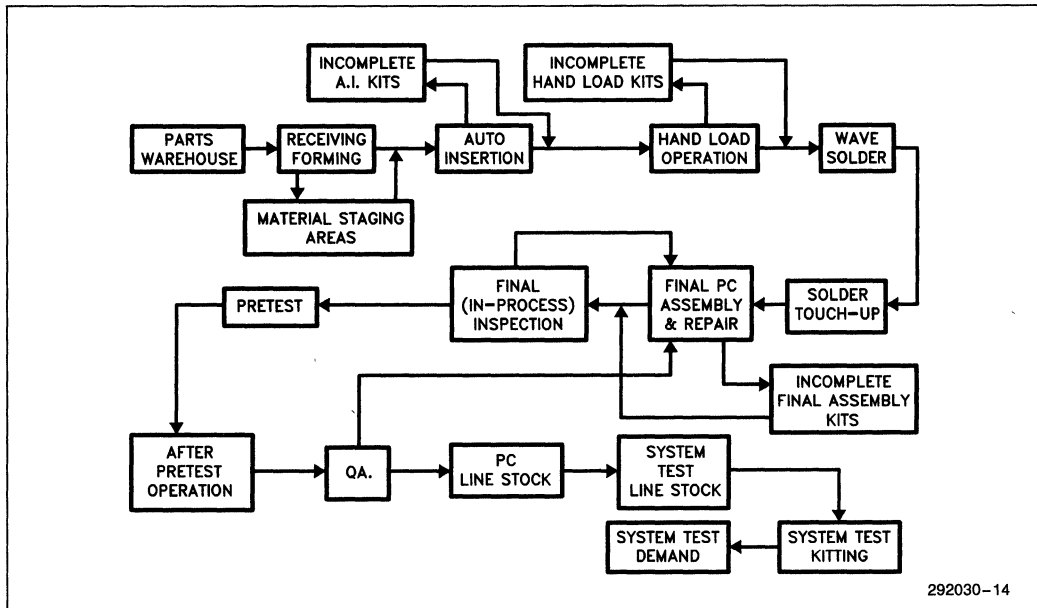 INCOMPLETE
A.I. KITS
INCOMPLETE
HAND LOAD KITS
PARTS
WAREHOUSE
RECEIVING
FORMING
AUTO
INSERTION
HAND LOAD
OPERATION
WAVE
SOLDER
MATERIAL STAGING
AREAS
PRETEST
FINAL
(IN-PROCESS)
INSPECTION
FINAL PC
ASSEMBLY
& REPAIR
SOLDER
TOUCH-UP
INCOMPLETE
FINAL ASSEMBLY
KITS
AFTER
PRETEST
OPERATION
QA.
PC
LINE STOCK
SYSTEM
TEST
LINE STOCK
SYSTEM TEST
DEMAND
SYSTEM TEST
KITTING
292030-14